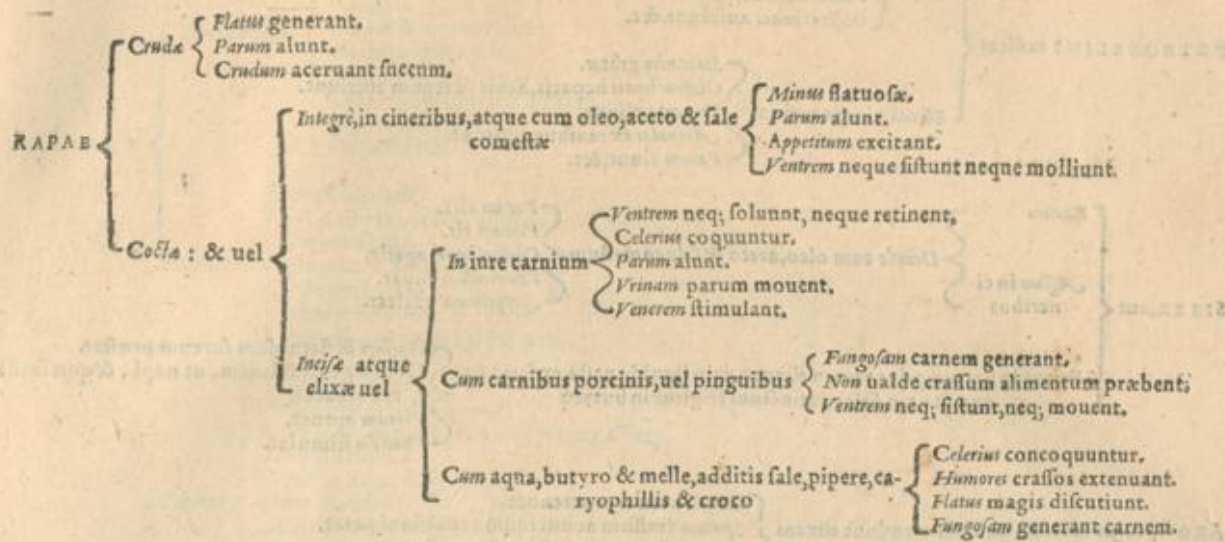 RAPAE
Crudæ
Flatus generant.
Parum alunt.
Crudum aceruant ſuccum.
Coctæ : & uel
Integrè, in cineribus, atque cum oleo, aceto & ſale
comeſtæ
Minus flatuoſæ.
Parum alunt.
Appetitum excitant.
Ventrem neque ſiſtunt neque molliunt.
Inciſæ atque
elixæ uel
In iure carnium
Ventrem neq; ſoluunt, neque retinent.
Celerius coquuntur.
Parum alunt.
Vrinam parum mouent.
Venerem ſtimulant.
Cum carnibus porcinis, uel pinguibus
Fungoſam carnem generant.
Non ualde craſſum alimentum præbent.
Ventrem neq; ſiſtunt, neq; mouent.
Cum aqua, butyro & melle, additis ſale, pipere, ca-
ryophillis & croco
Celerius concoquuntur.
Humores craſſos extenuant.
Flatus magis diſcutiunt.
Fungoſam generant carnem.